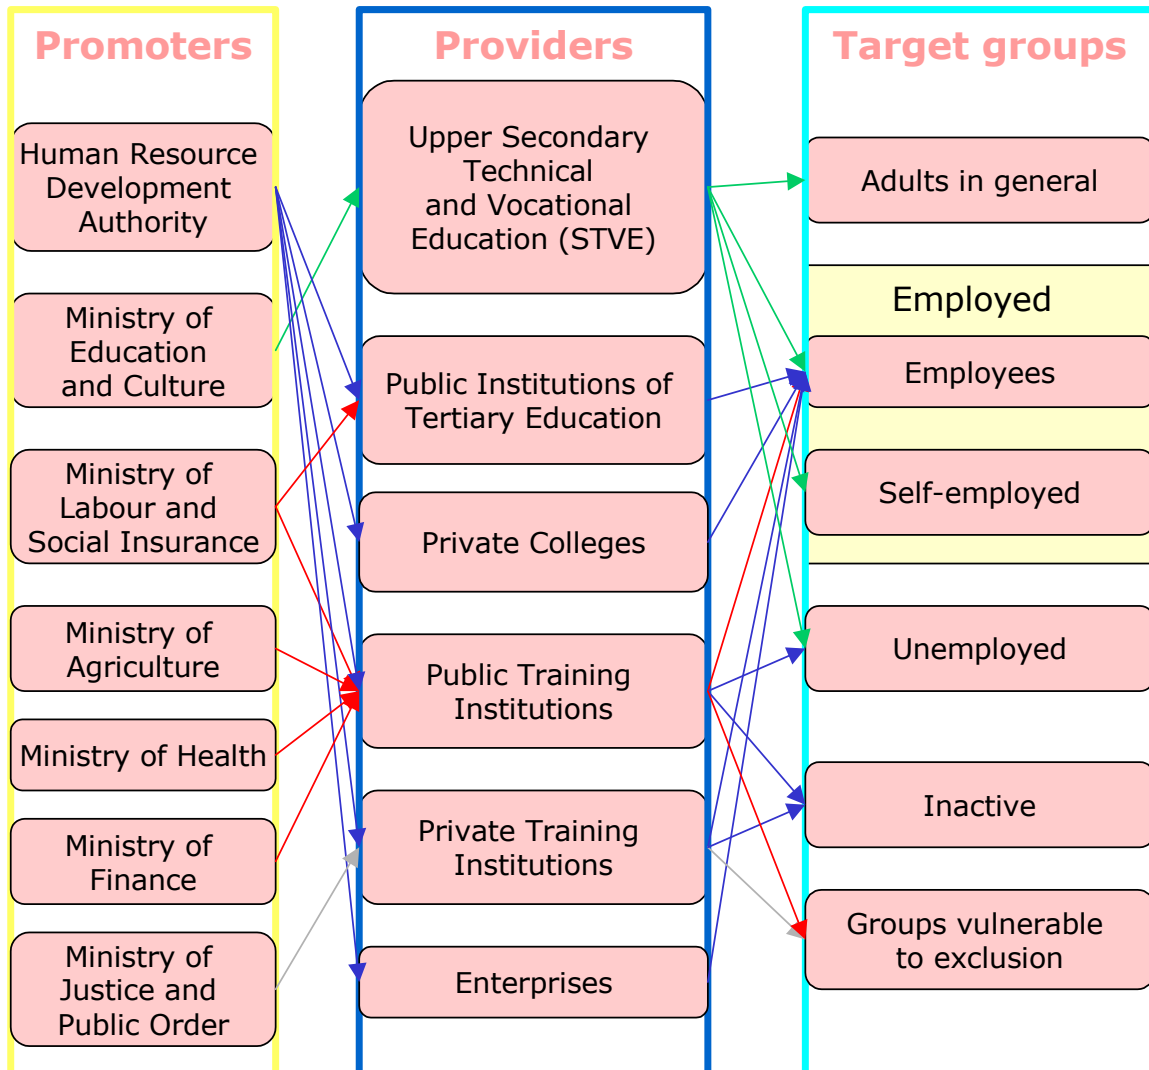 Promoters
Human Resource
Development
Authority
Ministry of
Education
and Culture
Ministry of
Labour and
Social Insurance
Ministry of
Agriculture
Ministry of Health
Ministry of
Finance
Ministry of
Justice and
Public Order
Providers
Upper Secondary
Technical
and Vocational
Education (STVE)
Public Institutions of
Tertiary Education
Private Colleges
Public Training
Institutions
Private Training
Institutions
Enterprises
Target groups
Adults in general
Employed
Employees
Self-employed
Unemployed
Inactive
Groups vulnerable
to exclusion